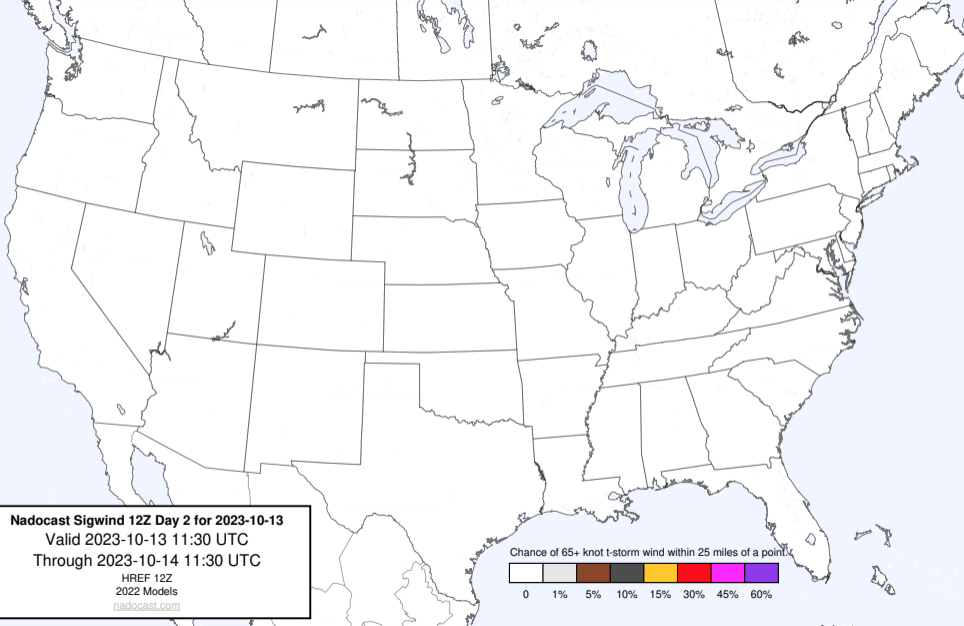 Nadocast Sigwind 12Z Day 2 for 2023-10-13
Valid 2023-10-13 11:30 UTC
Through 2023-10-14 11:30 UTC
HREF 12Z
2022 Models
nadocast.com
Chance of 65+ knot t-storm wind within 25 miles of a point.
0 1% 5% 10% 15% 30% 45% 60%